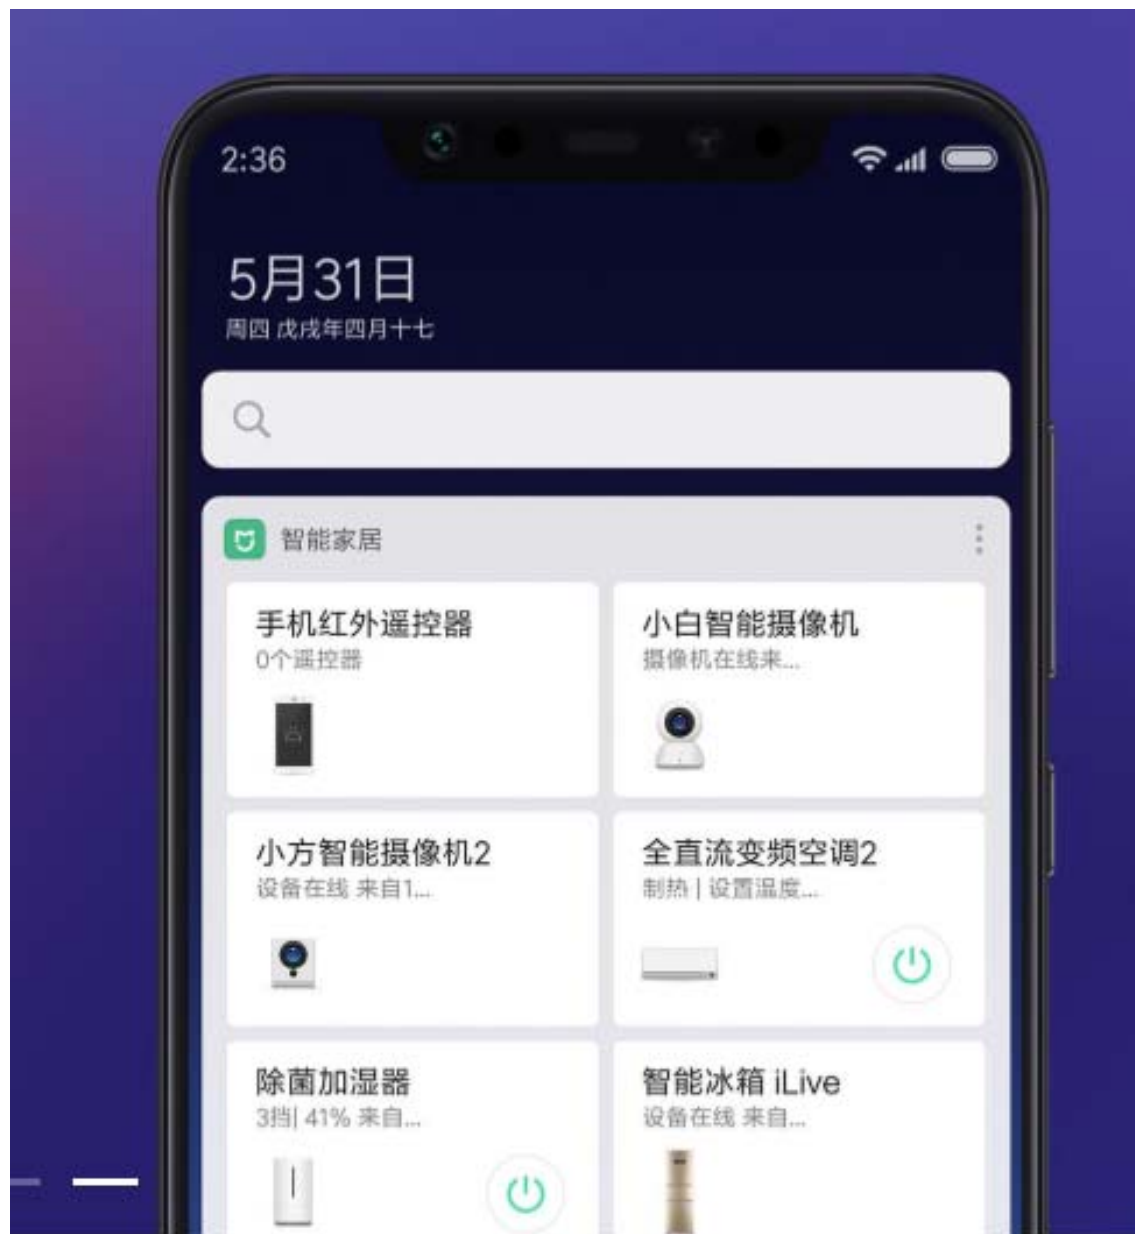 2:36
5月31日
周四 戊戌年四月十七
智能家居
手机红外遥控器
0个遥控器
小白智能摄像机
摄像机在线来...
小方智能摄像机2
设备在线 来自1...
全直流变频空调2
制热 | 设置温度...
除菌加湿器
3挡| 41% 来自...
智能冰箱 iLive
设备在线 来自...